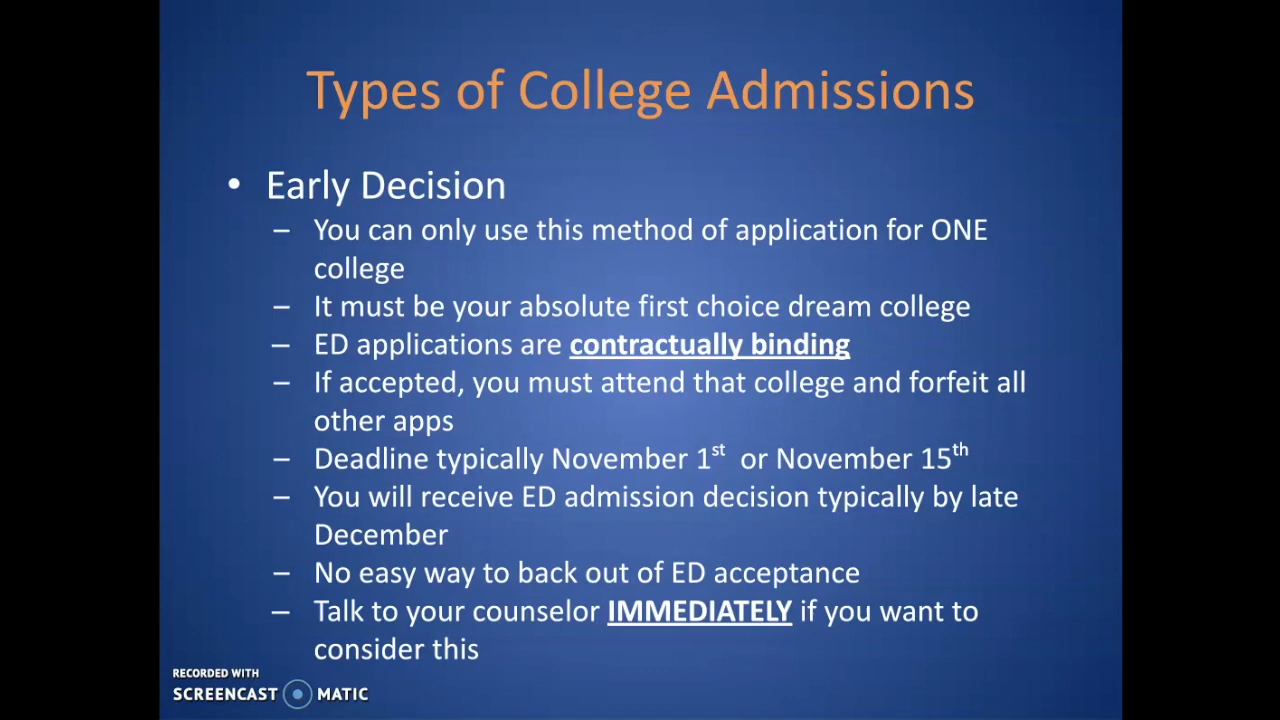 Types of College Admissions
• Early Decision
– You can only use this method of application for ONE
college
– It must be your absolute first choice dream college
– ED applications are contractually binding
– If accepted, you must attend that college and forfeit all
other apps
– Deadline typically November 1st or November 15th
– You will receive ED admission decision typically by late
December
– No easy way to back out of ED acceptance
– Talk to your counselor IMMEDIATELY if you want to
consider this
RECORDED WITH
SCREENCAST MATIC